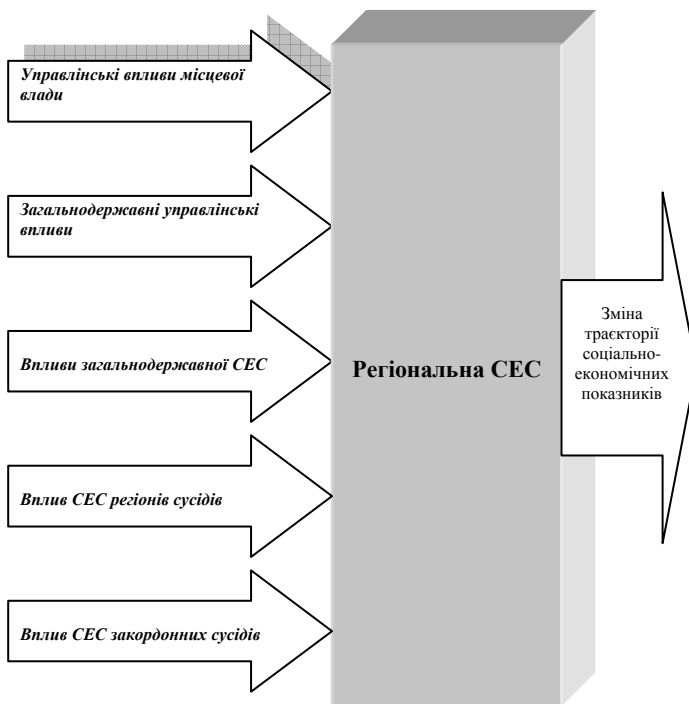 Управлінські впливи місцевої
влади
Загальнодержавні управлінські
впливи
Впливи загальнодержавної СЕС
Вплив СЕС регіонів сусідів
Вплив СЕС закордонних сусідів
Регіональна СЕС
Зміна
траєкторії
соціально-
економічних
показників